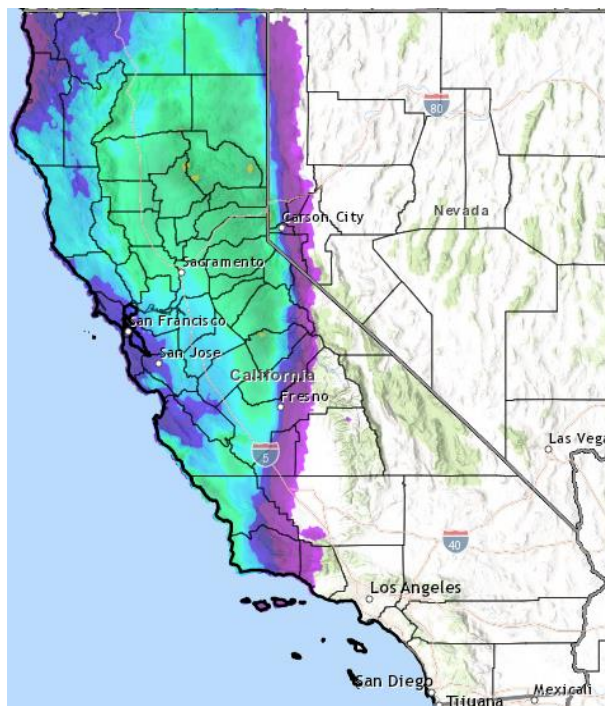 80
Nevada
Carson City
Sacramento
San Francisco
San Jose
California
Fresno
Las Vega
5
40
Los Angeles
San Diego
Mexicali
Tijuana